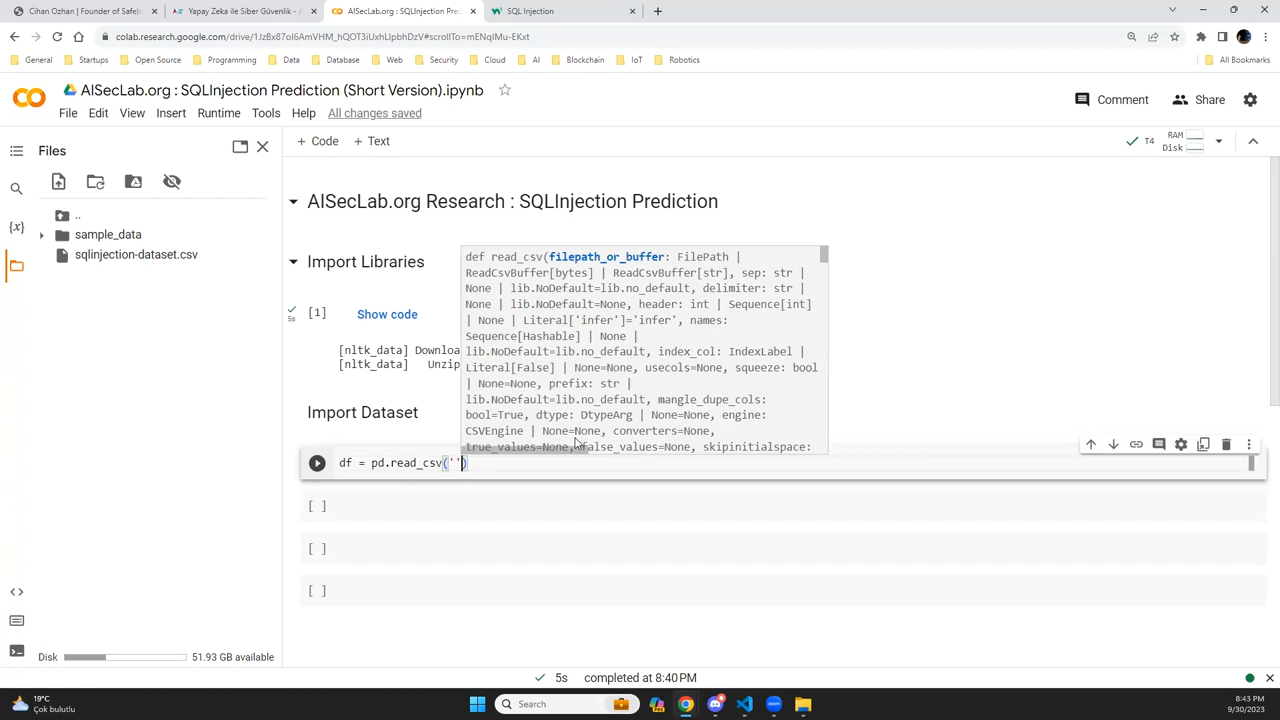 Cihan Özhan | Founder of Safeb
Yapay Zeka ile Siber Güvenlik - A
AISecLab.org : SQLInjection Prec
SQL Injection
colab.research.google.com/drive/
General
Startups
Open Source
Programming
Data
Database
Web
Security
Cloud
AI
Blockchain
IoT
Robotics
All Bookmarks
AISecLab.org : SQLInjection Prediction (Short Version).ipynb
File Edit View Insert Runtime Tools Help All changes saved
Comment
Share
Files
+ Code + Text
T4
RAM
Disk
..
sample_data
sqlinjection-dataset.csv
AISecLab.org Research : SQLInjection Prediction
Import Libraries
[1] Show code
5s
[nltk_data] Downloa
[nltk_data] Unzip
Import Dataset
def read_csv(filepath_or_buffer: FilePath |
ReadCsvBuffer[bytes] | ReadCsvBuffer[str], sep: str |
None | lib.NoDefault=lib.no_default, delimiter: str |
None | lib.NoDefault=None, header: int | Sequence[int]
| None | Literal['infer']='infer', names:
Sequence[Hashable] | None |
lib.NoDefault=lib.no_default, index_col: IndexLabel |
Literal[False] | None=None, usecols=None, squeeze: bool
| None=None, prefix: str |
lib.NoDefault=lib.no_default, mangle_dupe_cols:
bool=True, dtype: DtypeArg | None=None, engine:
CSVEngine | None=None, converters=None,
true_values=None, false_values=None, skipinitialspace:
df = pd.read_csv('')
[ ]
[ ]
[ ]
Disk
51.93 GB available
5s completed at 8:40 PM
19°C
Çok bulutlu
Search
8:43 PM
9/30/2023